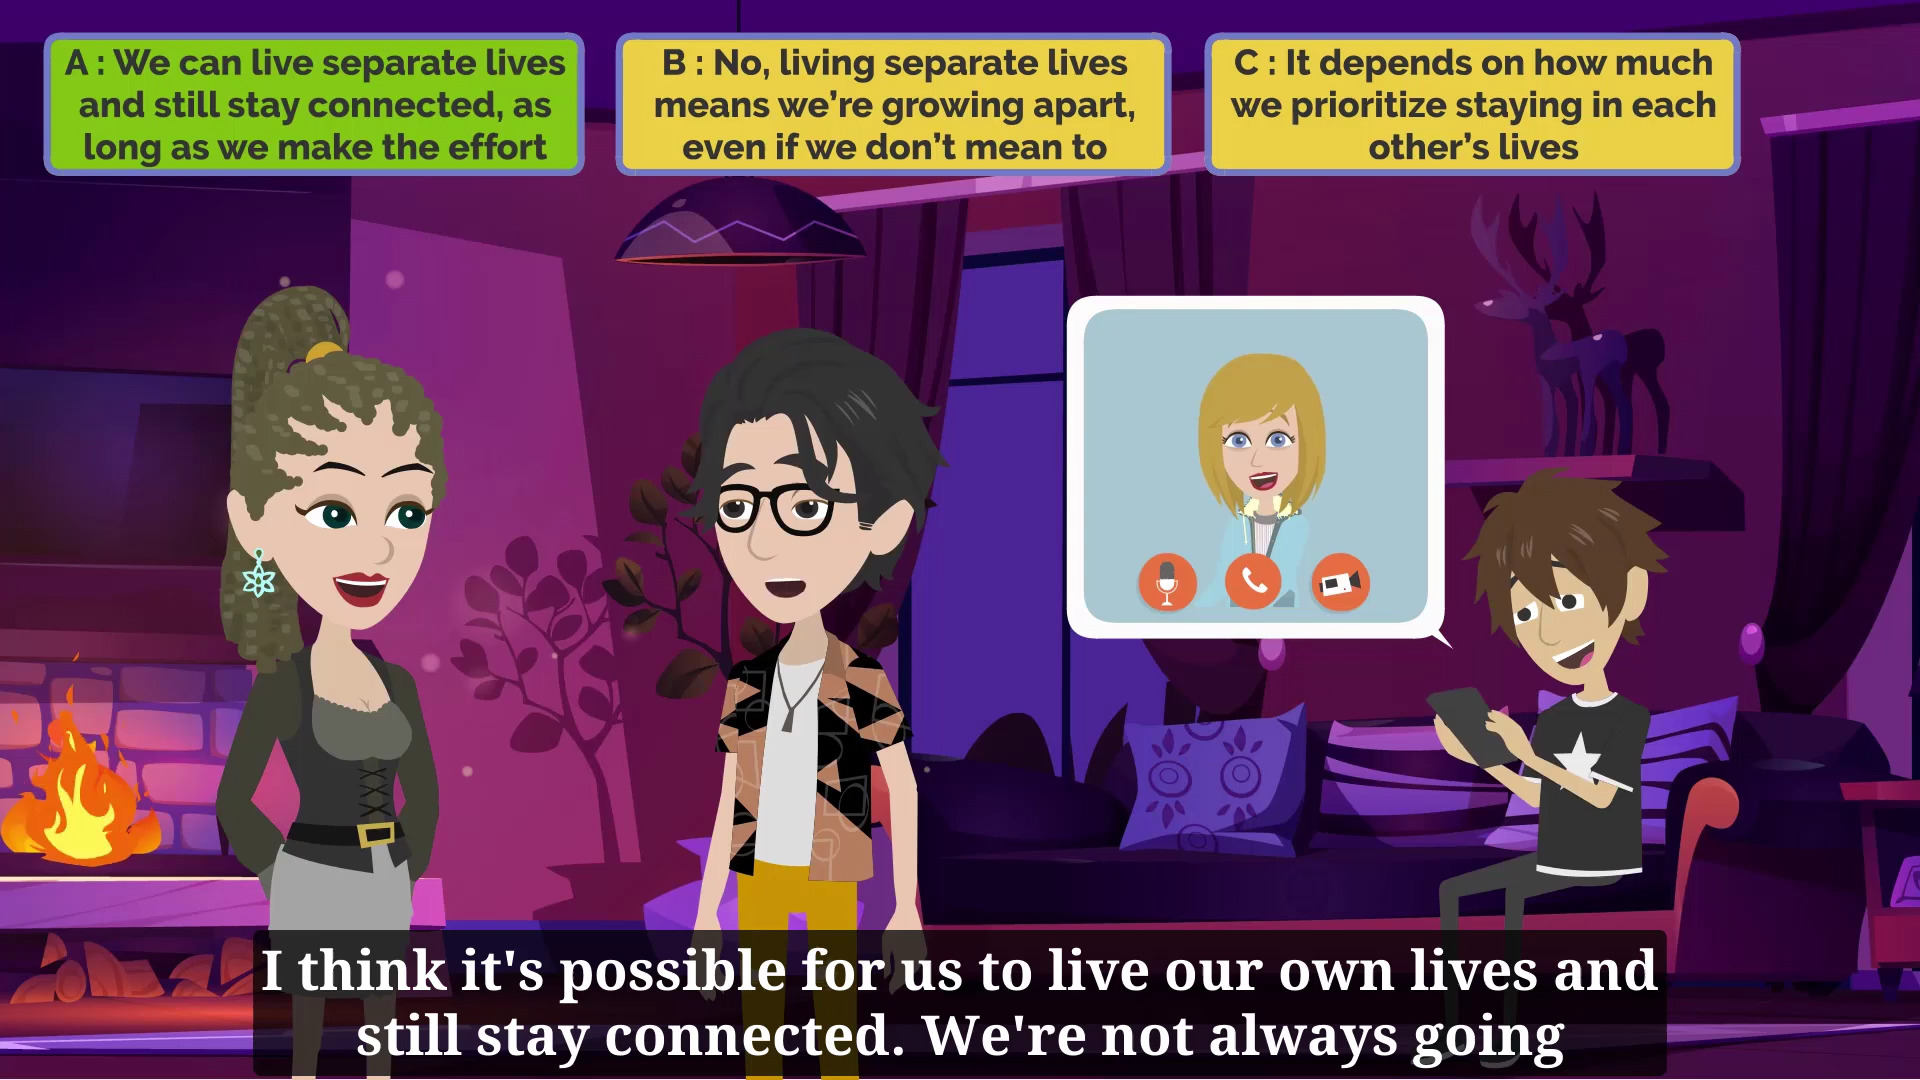 A : We can live separate lives
and still stay connected, as
long as we make the effort
B : No, living separate lives
means we’re growing apart,
even if we don’t mean to
C : It depends on how much
we prioritize staying in each
other’s lives
I think it's possible for us to live our own lives and
still stay connected. We're not always going